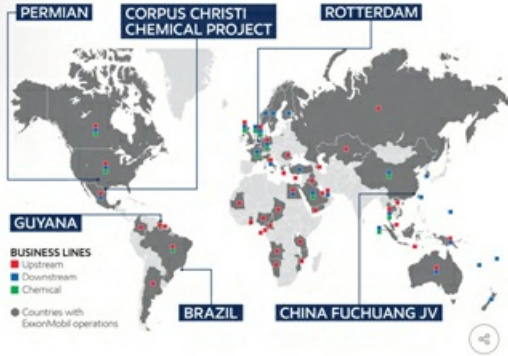 PERMIAN
CORPUS CHRISTI
CHEMICAL PROJECT
ROTTERDAM
GUYANA
BUSINESS LINES
Upstream
Downstream
Chemical
Countries with
ExxonMobil operations
BRAZIL
CHINA FUCHUANG JV